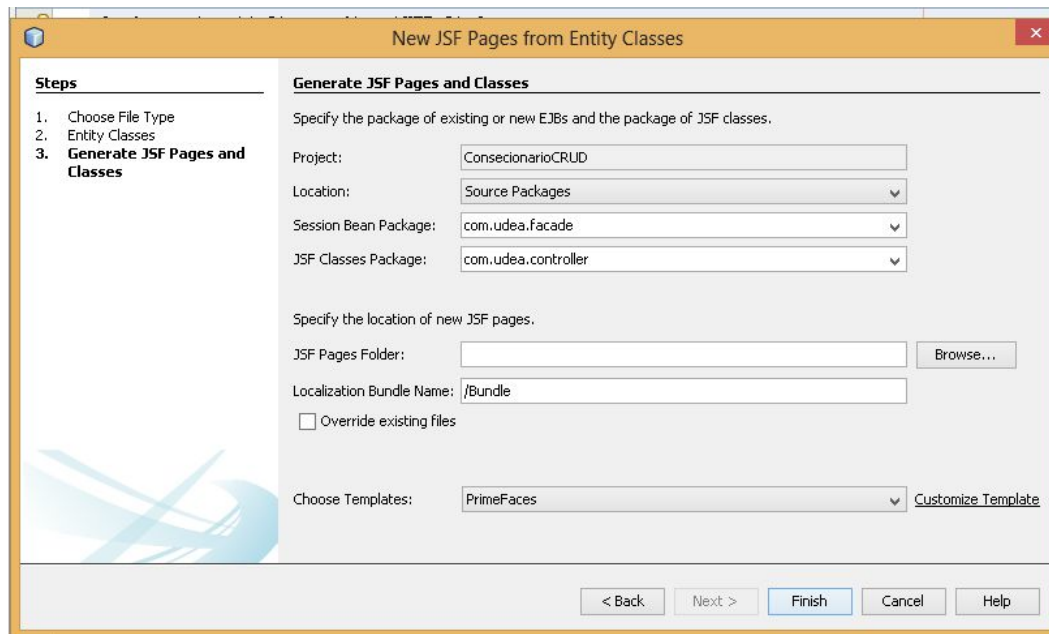 New JSF Pages from Entity Classes
Steps
1. Choose File Type
2. Entity Classes
3. Generate JSF Pages and
Classes
Generate JSF Pages and Classes
Specify the package of existing or new EJBs and the package of JSF classes.
Project: ConsecionarioCRUD
Location: Source Packages
Session Bean Package: com.udea.facade
JSF Classes Package: com.udea.controller
Specify the location of new JSF pages.
JSF Pages Folder: Browse...
Localization Bundle Name: /Bundle
Override existing files
Choose Templates: PrimeFaces Customize Template
< Back Next > Finish Cancel Help